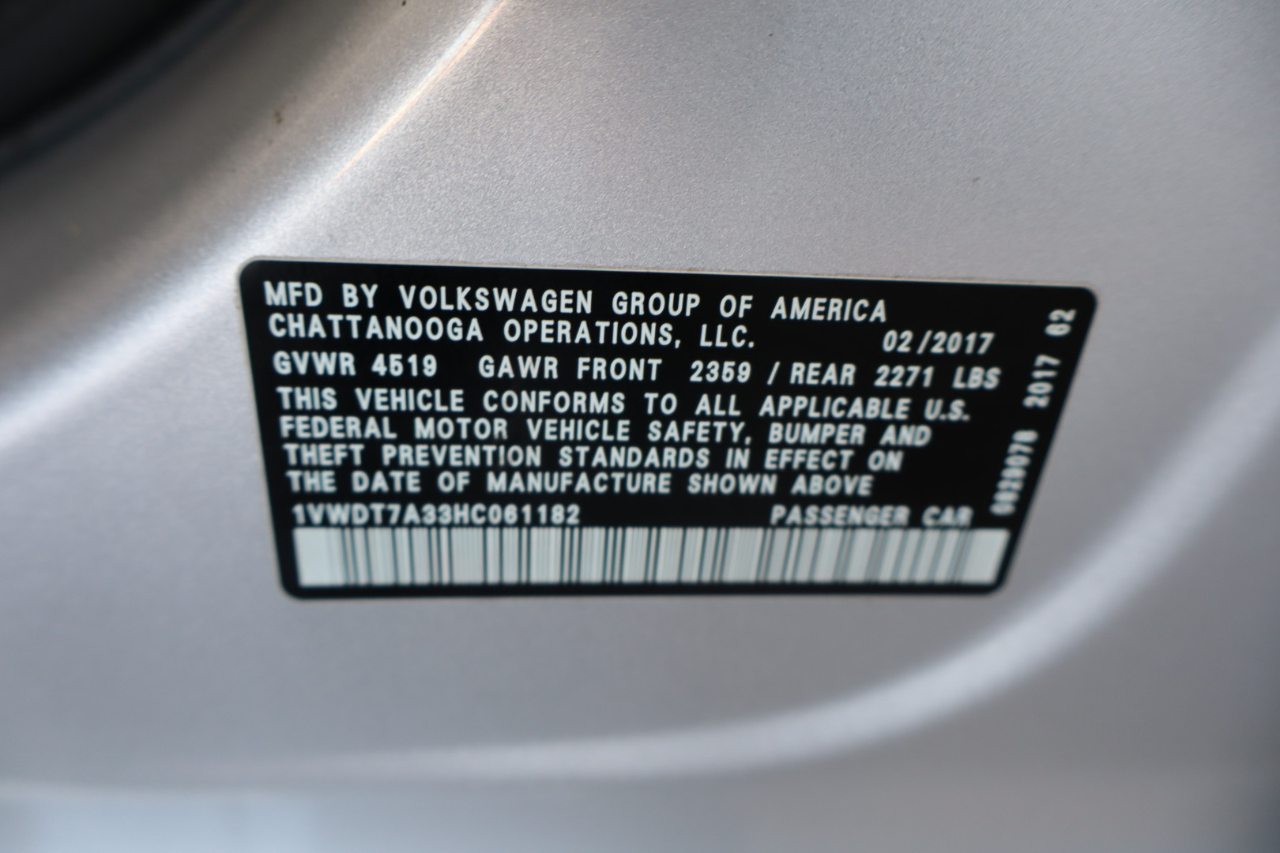 MFD BY VOLKSWAGEN GROUP OF AMERICA
CHATTANOOGA OPERATIONS, LLC. 02/2017
GVWR 4519 GAWR FRONT 2359 / REAR 2271 LBS
THIS VEHICLE CONFORMS TO ALL APPLICABLE U.S.
FEDERAL MOTOR VEHICLE SAFETY, BUMPER AND
THEFT PREVENTION STANDARDS IN EFFECT ON
THE DATE OF MANUFACTURE SHOWN ABOVE
1VWDT7A33HC061182 PASSENGER CAR
2017